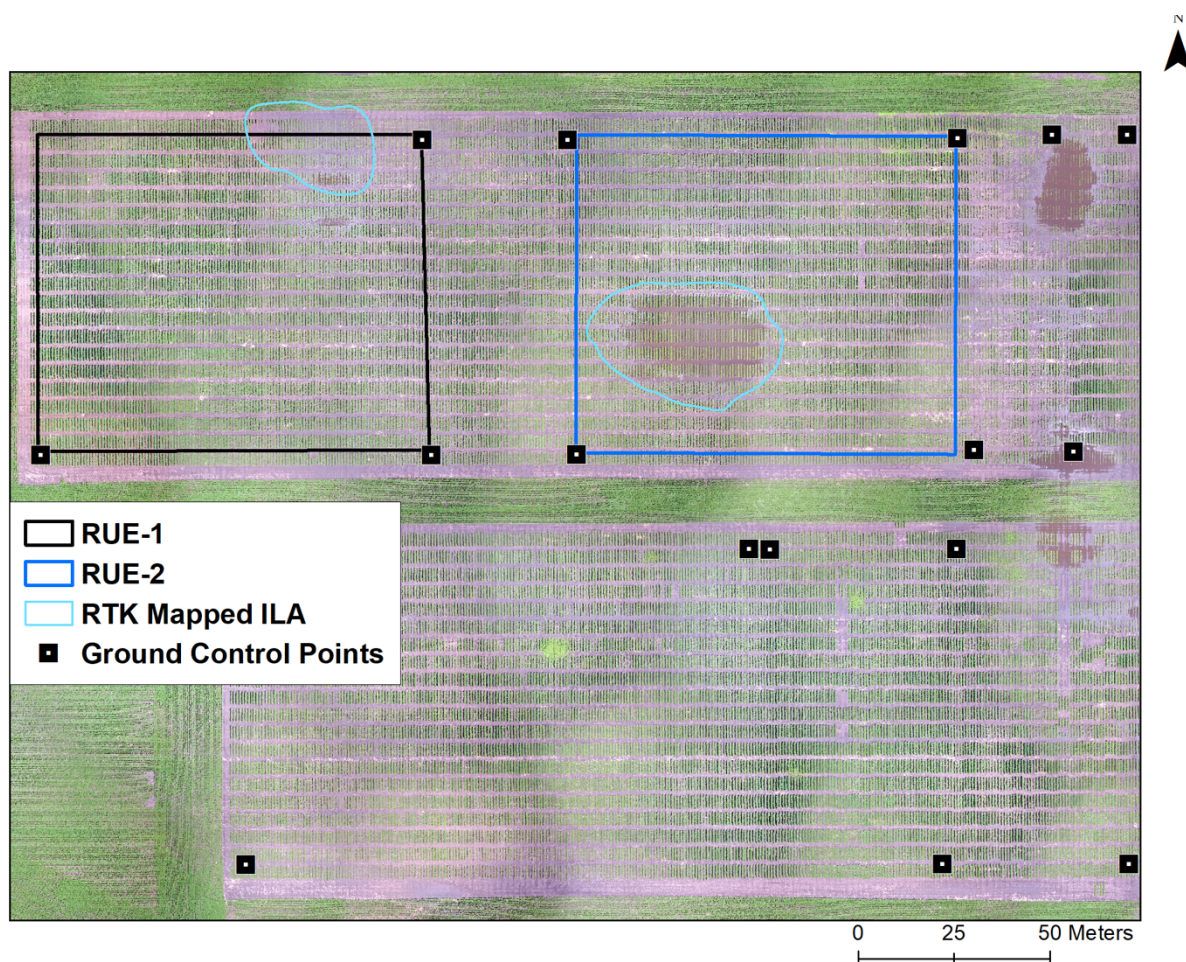 N
RUE-1
RUE-2
RTK Mapped ILA
Ground Control Points
0 25 50 Meters